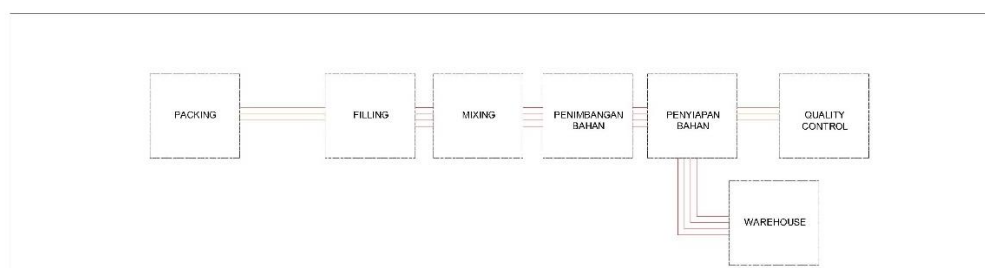 PACKING
FILLING
MIXING
PENIMBANGAN
BAHAN
PENYIAPAN
BAHAN
QUALITY
CONTROL
WAREHOUSE